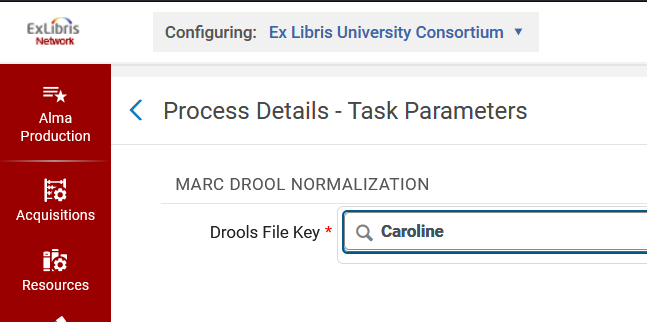 ExLibris
Network
Configuring: Ex Libris University Consortium
Alma
Production
Process Details - Task Parameters
Acquisitions
MARC DROOL NORMALIZATION
Drools File Key * Caroline
Resources